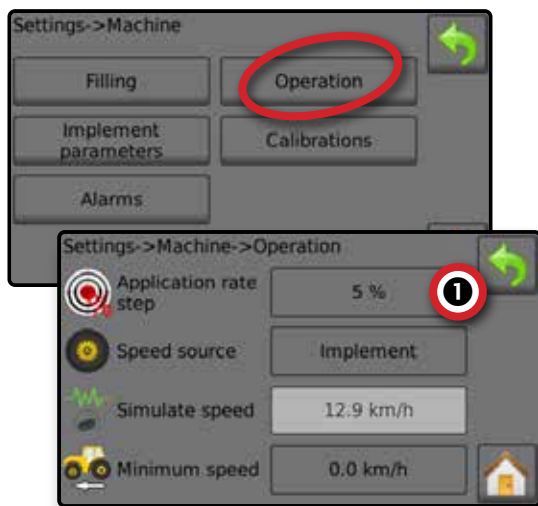 Settings->Machine
Filling
Operation
Implement
parameters
Calibrations
Alarms
Settings->Machine->Operation
Application rate
step
5 %
1
Speed source
Implement
Simulate speed
12.9 km/h
Minimum speed
0.0 km/h